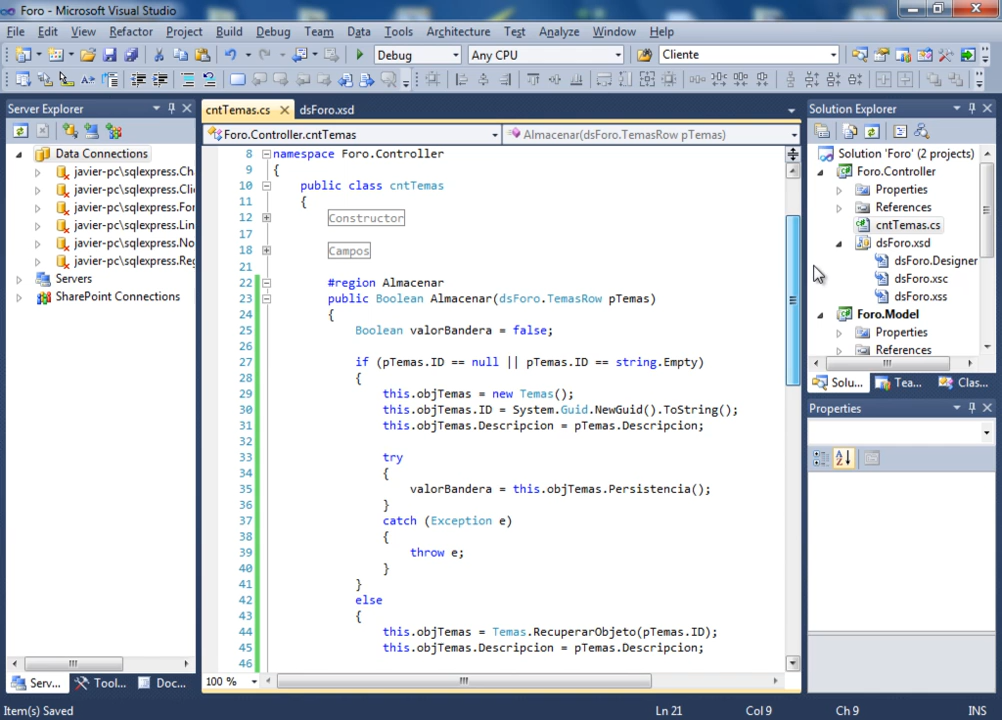 Foro - Microsoft Visual Studio
File Edit View Refactor Project Build Debug Team Data Tools Architecture Test Analyze Window Help
Debug Any CPU Cliente
Server Explorer
Data Connections
javier-pc\sqlexpress.Ch
javier-pc\sqlexpress.Cli
javier-pc\sqlexpress.For
javier-pc\sqlexpress.Lin
javier-pc\sqlexpress.No
javier-pc\sqlexpress.Reg
Servers
SharePoint Connections
Serv... Tool... Doc...
cntTemas.cs dsForo.xsd
Foro.Controller.cntTemas Almacenar(dsForo.TemasRow pTemas)
8 namespace Foro.Controller
9 {
10 public class cntTemas
11 {
12 Constructor
17
18 Campos
21
22 #region Almacenar
23 public Boolean Almacenar(dsForo.TemasRow pTemas)
24 {
25 Boolean valorBandera = false;
26
27 if (pTemas.ID == null || pTemas.ID == string.Empty)
28 {
29 this.objTemas = new Temas();
30 this.objTemas.ID = System.Guid.NewGuid().ToString();
31 this.objTemas.Descripcion = pTemas.Descripcion;
32
33 try
34 {
35 valorBandera = this.objTemas.Persistencia();
36 }
37 catch (Exception e)
38 {
39 throw e;
40 }
41 }
42 else
43 {
44 this.objTemas = Temas.RecuperarObjeto(pTemas.ID);
45 this.objTemas.Descripcion = pTemas.Descripcion;
46
100 %
Solution Explorer
Solution 'Foro' (2 projects)
Foro.Controller
Properties
References
cntTemas.cs
dsForo.xsd
dsForo.Designer
dsForo.xsc
dsForo.xss
Foro.Model
Properties
References
Solu... Tea... Clas...
Properties
Item(s) Saved Ln 21 Col 9 Ch 9 INS